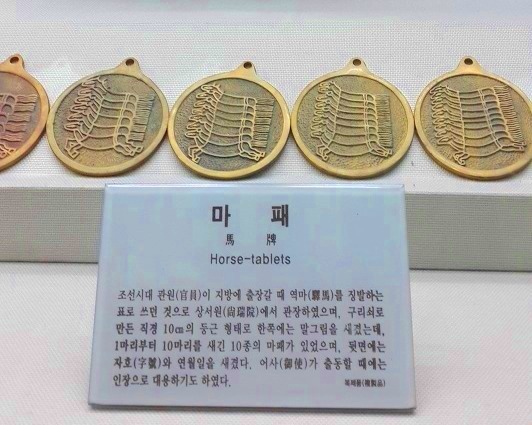 마 패
馬 牌
Horse-tablets
조선시대 관원(官員)이 지방에 출장갈 때 역마(驛馬)를 징발하는
표로 쓰던 것으로 상서원(尙瑞院)에서 관장하였으며, 구리쇠로
만든 직경 10㎝의 둥근 형태로 한쪽에는 말그림을 새겼는데,
1마리부터 10마리를 새긴 10종의 마패가 있었으며, 뒷면에는
자호(字號)와 연월일을 새겼다. 어사(御使)가 출동할 때에는
인장으로 대용하기도 하였다.
복제품(複製品)